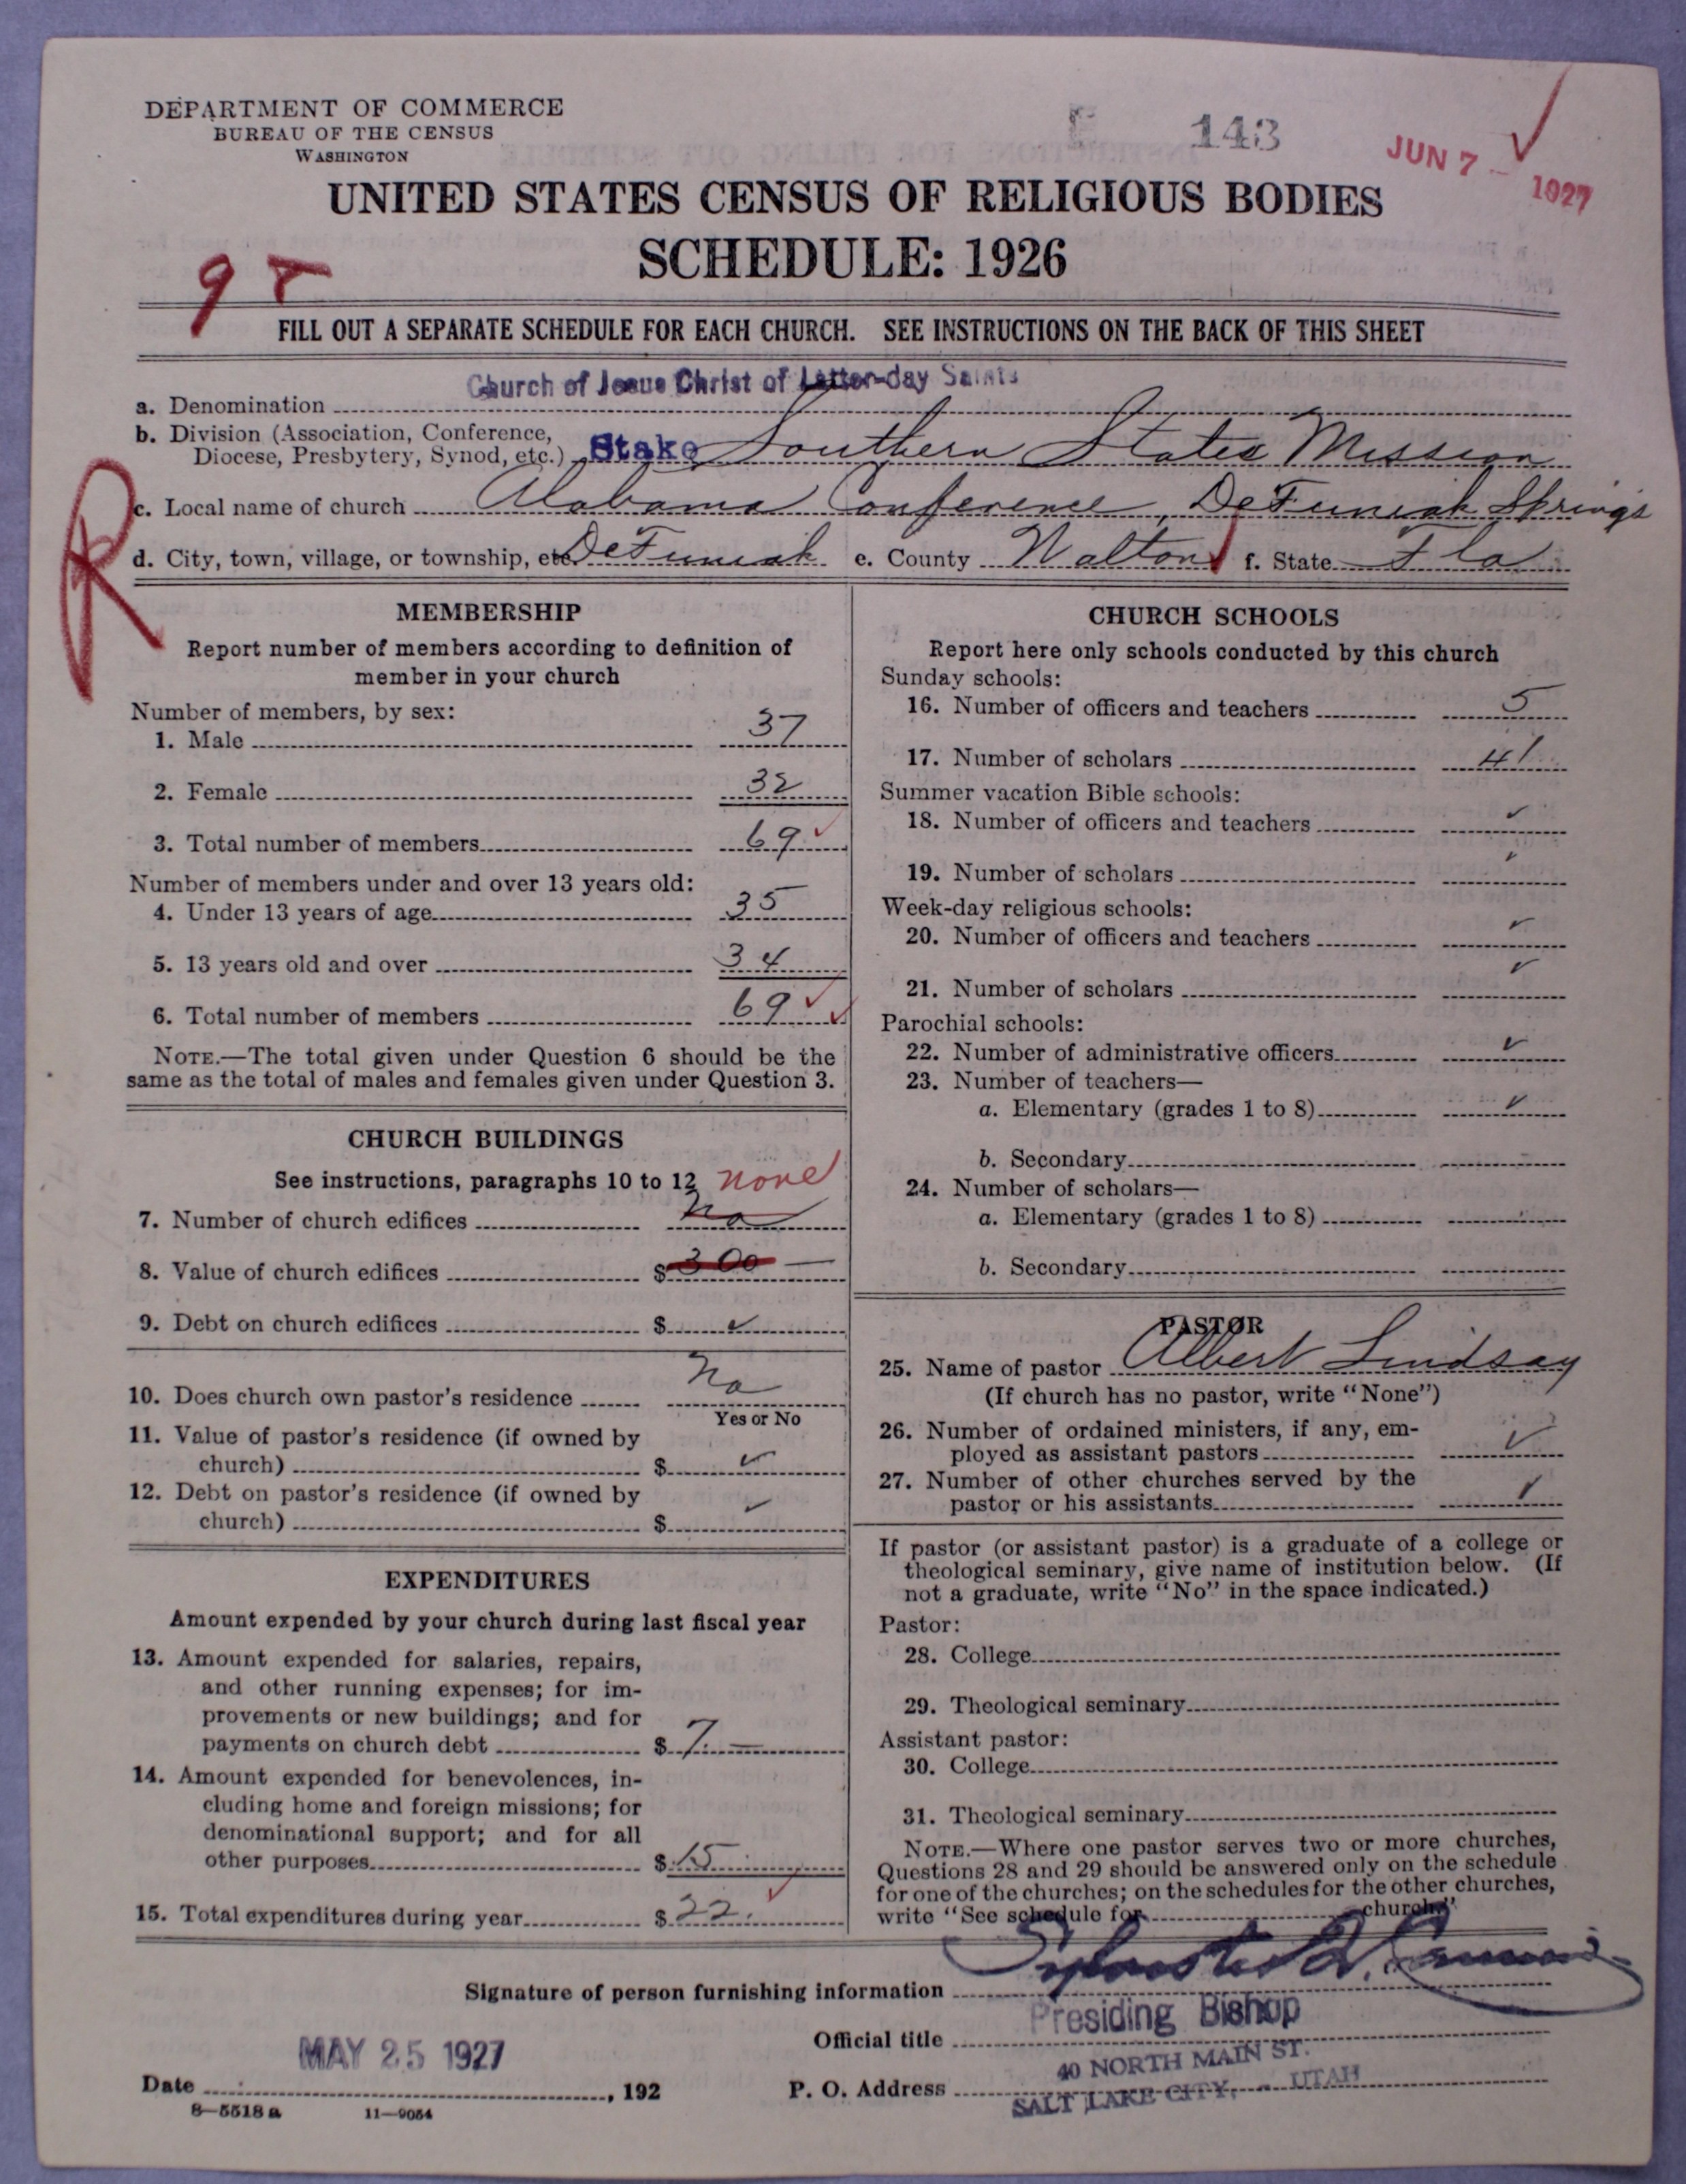 DEPARTMENT OF COMMERCE
BUREAU OF THE CENSUS
WASHINGTON
143
JUN 7 - 1927
UNITED STATES CENSUS OF RELIGIOUS BODIES
SCHEDULE: 1926
FILL OUT A SEPARATE SCHEDULE FOR EACH CHURCH. SEE INSTRUCTIONS ON THE BACK OF THIS SHEET
a. Denomination Church of Jesus Christ of Latter-day Saints
b. Division (Association, Conference,
Diocese, Presbytery, Synod, etc.) Stake Southern States Mission
c. Local name of church Alabama Conference, DeFuniak Springs
d. City, town, village, or township, etc. DeFuniak e. County Walton f. State Fla
R
MEMBERSHIP
Report number of members according to definition of
member in your church
Number of members, by sex:
1. Male 37
2. Female 32
3. Total number of members 69 ✓
Number of members under and over 13 years old:
4. Under 13 years of age 35
5. 13 years old and over 34
6. Total number of members 69 ✓ ✓
NOTE.—The total given under Question 6 should be the
same as the total of males and females given under Question 3.
CHURCH BUILDINGS
See instructions, paragraphs 10 to 12 none
7. Number of church edifices No
8. Value of church edifices $ 300 —
9. Debt on church edifices $ ✓
10. Does church own pastor's residence No
Yes or No
11. Value of pastor's residence (if owned by
church) $ ✓
12. Debt on pastor's residence (if owned by
church) $ ✓
EXPENDITURES
Amount expended by your church during last fiscal year
13. Amount expended for salaries, repairs,
and other running expenses; for im-
provements or new buildings; and for
payments on church debt $ 7. —
14. Amount expended for benevolences, in-
cluding home and foreign missions; for
denominational support; and for all
other purposes $ 15
15. Total expenditures during year $ 22. ✓
CHURCH SCHOOLS
Report here only schools conducted by this church
Sunday schools:
16. Number of officers and teachers 5
17. Number of scholars 41
Summer vacation Bible schools:
18. Number of officers and teachers ✓
19. Number of scholars ✓
Week-day religious schools:
20. Number of officers and teachers ✓
21. Number of scholars ✓
Parochial schools:
22. Number of administrative officers ✓
23. Number of teachers—
a. Elementary (grades 1 to 8) ✓
b. Secondary
24. Number of scholars—
a. Elementary (grades 1 to 8)
b. Secondary
PASTOR
25. Name of pastor Albert Lindsay
(If church has no pastor, write "None")
26. Number of ordained ministers, if any, em-
ployed as assistant pastors ✓
27. Number of other churches served by the
pastor or his assistants ✓
If pastor (or assistant pastor) is a graduate of a college or
theological seminary, give name of institution below. (If
not a graduate, write "No" in the space indicated.)
Pastor:
28. College
29. Theological seminary
Assistant pastor:
30. College
31. Theological seminary
NOTE.—Where one pastor serves two or more churches,
Questions 28 and 29 should be answered only on the schedule
for one of the churches; on the schedules for the other churches,
write "See schedule for church"
Signature of person furnishing information Sylvester Q. Cannon
Official title Presiding Bishop
P. O. Address 40 NORTH MAIN ST.
SALT LAKE CITY, - UTAH
Date MAY 25 1927, 192
8—5518 a 11—9054